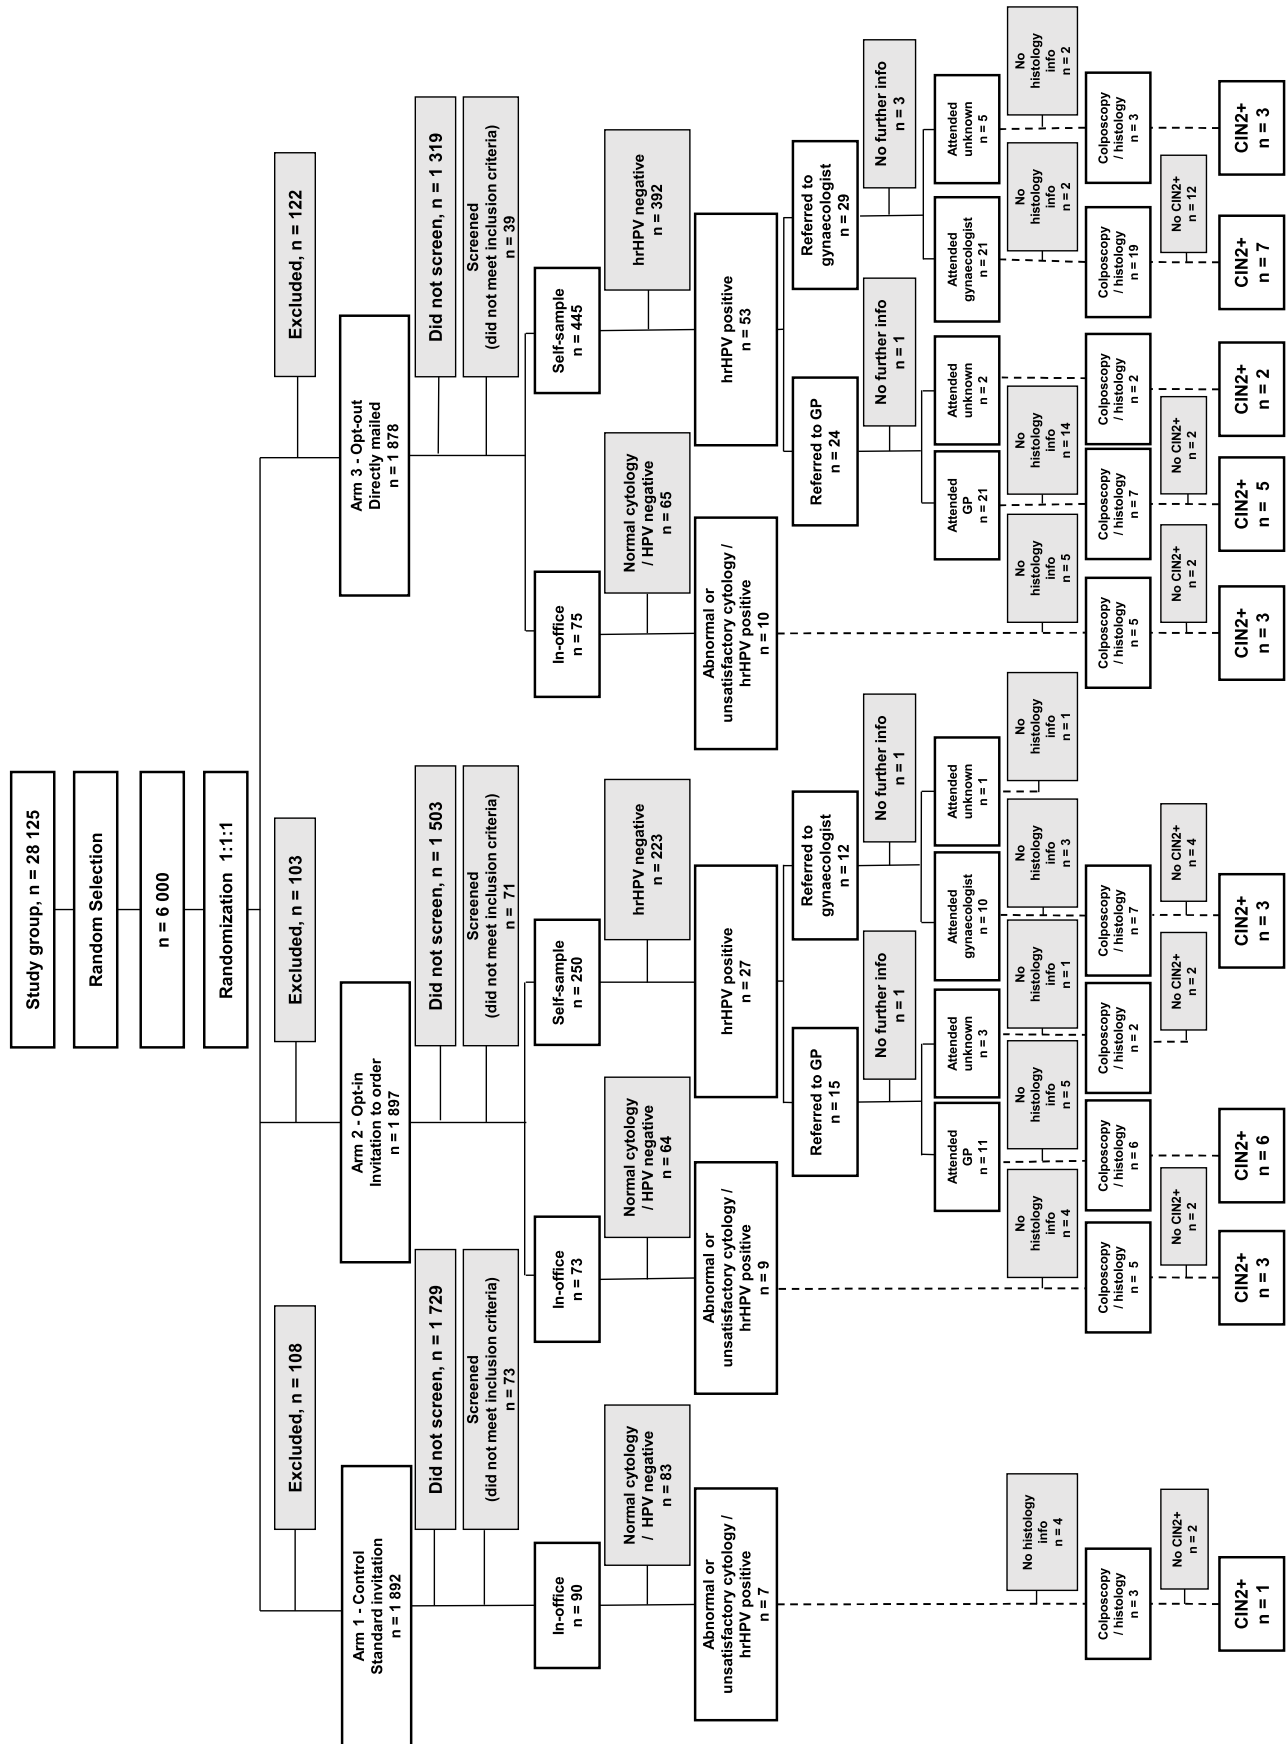 Study group, n = 28 125
Random Selection
n = 6 000
Randomization 1:1:1
Excluded, n = 108
Excluded, n = 103
Excluded, n = 122
Arm 1 - Control
Standard invitation
n = 1 892
Arm 2 - Opt-in
Invitation to order
n = 1 897
Arm 3 - Opt-out
Directly mailed
n = 1 878
Did not screen, n = 1 729
Did not screen, n = 1 503
Did not screen, n = 1 319
Screened
(did not meet inclusion criteria)
n = 73
Screened
(did not meet inclusion criteria)
n = 71
Screened
(did not meet inclusion criteria)
n = 39
In-office
n = 90
In-office
n = 73
Self-sample
n = 250
In-office
n = 75
Self-sample
n = 445
Normal cytology
/ HPV negative
n = 83
Normal cytology
/ HPV negative
n = 64
hrHPV negative
n = 223
Normal cytology
/ HPV negative
n = 65
hrHPV negative
n = 392
Abnormal or
unsatisfactory cytology /
hrHPV positive
n = 7
Abnormal or
unsatisfactory cytology /
hrHPV positive
n = 9
hrHPV positive
n = 27
Abnormal or
unsatisfactory cytology /
hrHPV positive
n = 10
hrHPV positive
n = 53
Referred to GP
n = 15
Referred to
gynaecologist
n = 12
Referred to GP
n = 24
Referred to
gynaecologist
n = 29
No further info
n = 1
No further info
n = 1
No further info
n = 1
No further info
n = 3
Attended
GP
n = 11
Attended
unknown
n = 3
Attended
gynaecologist
n = 10
Attended
unknown
n = 1
Attended
GP
n = 21
Attended
unknown
n = 2
Attended
gynaecologist
n = 21
Attended
unknown
n = 5
No histology
info
n = 4
No
histology
info
n = 4
No
histology
info
n = 5
No
histology
info
n = 1
No
histology
info
n = 3
No
histology
info
n = 1
No
histology
info
n = 5
No
histology
info
n = 14
No
histology
info
n = 2
No
histology
info
n = 2
Colposcopy
/ histology
n = 3
Colposcopy
/ histology
n = 5
Colposcopy
/ histology
n = 6
Colposcopy
/ histology
n = 2
Colposcopy
/ histology
n = 7
Colposcopy
/ histology
n = 5
Colposcopy
/ histology
n = 7
Colposcopy
/ histology
n = 2
Colposcopy
/ histology
n = 19
Colposcopy
/ histology
n = 3
No CIN2+
n = 2
No CIN2+
n = 2
No CIN2+
n = 2
No CIN2+
n = 4
No CIN2+
n = 2
No CIN2+
n = 2
No CIN2+
n = 12
CIN2+
n = 1
CIN2+
n = 3
CIN2+
n = 6
CIN2+
n = 3
CIN2+
n = 3
CIN2+
n = 5
CIN2+
n = 2
CIN2+
n = 7
CIN2+
n = 3